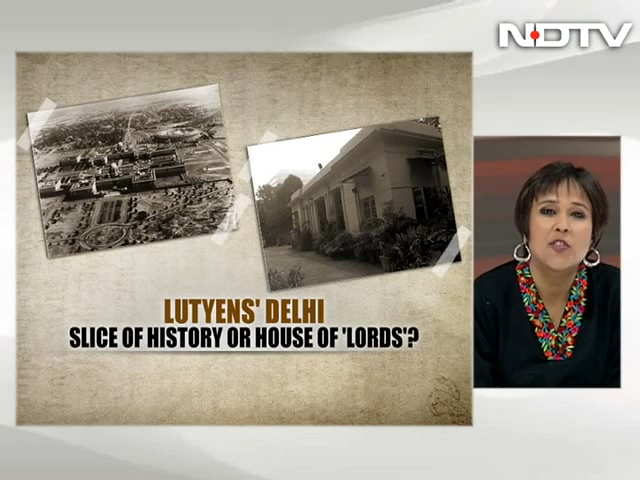 NDTV
LUTYENS' DELHI
SLICE OF HISTORY OR HOUSE OF 'LORDS'?